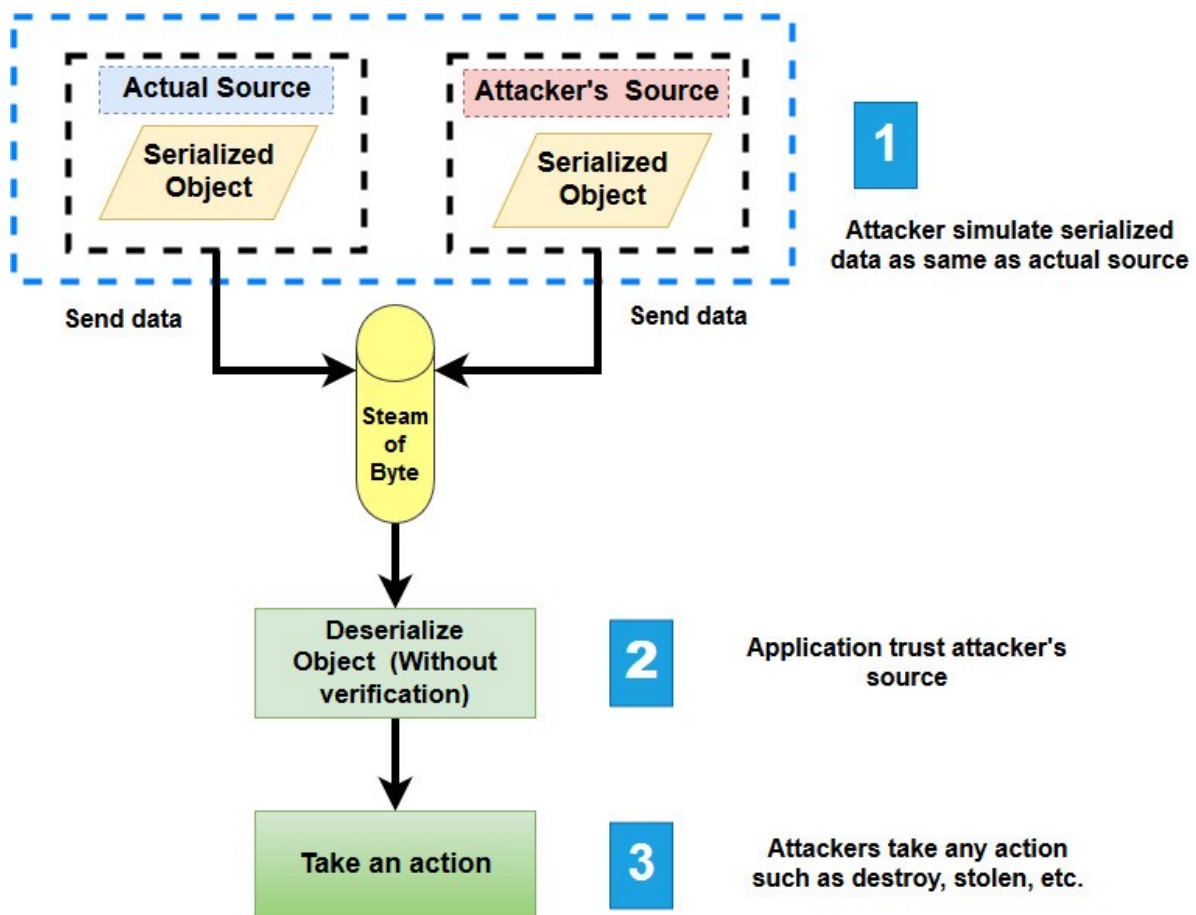 Actual Source
Serialized
Object
Attacker's Source
Serialized
Object
1
Attacker simulate serialized
data as same as actual source
Send data
Send data
Steam
of
Byte
Deserialize
Object (Without
verification)
2
Application trust attacker's
source
Take an action
3
Attackers take any action
such as destroy, stolen, etc.